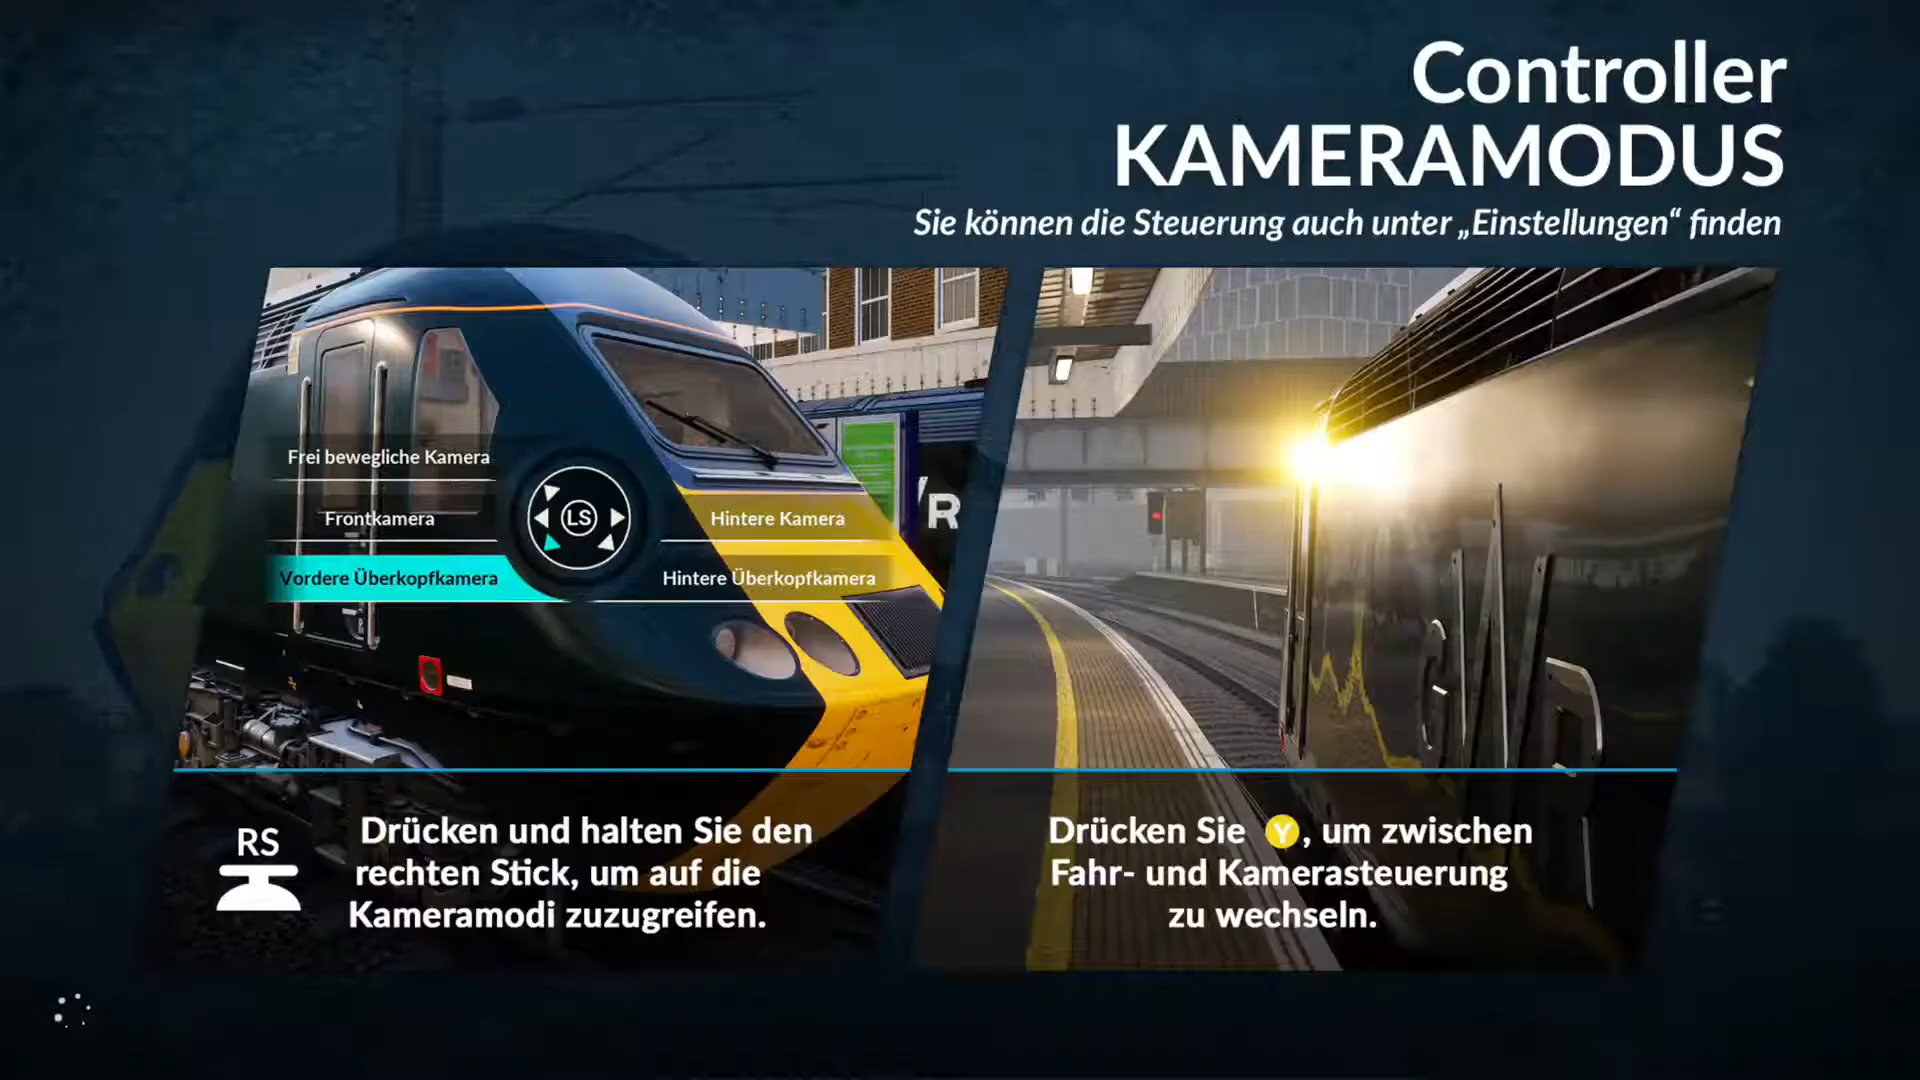 Controller
KAMERAMODUS
Sie können die Steuerung auch unter „Einstellungen“ finden
Frei bewegliche Kamera
Frontkamera
Vordere Überkopfkamera
LS
Hintere Kamera
Hintere Überkopfkamera
GWR
RS
Drücken und halten Sie den
rechten Stick, um auf die
Kameramodi zuzugreifen.
Drücken Sie Y, um zwischen
Fahr- und Kamerasteuerung
zu wechseln.